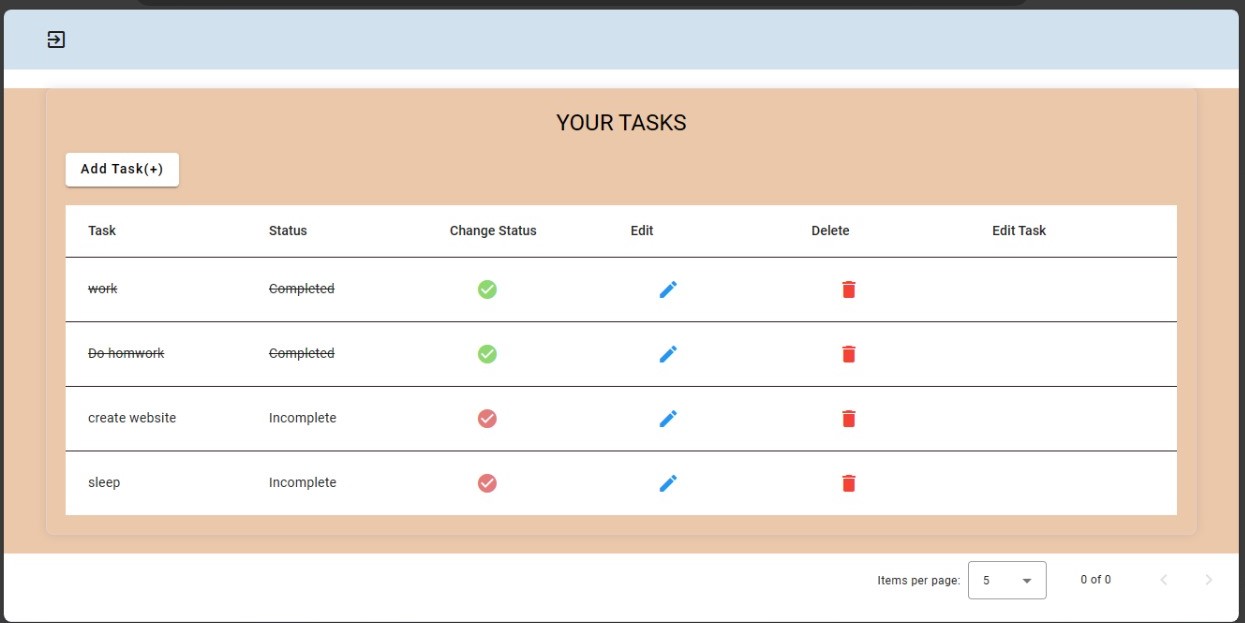 YOUR TASKS
Add Task(+)
Task Status Change Status Edit Delete Edit Task
work Completed
Do homwork Completed
create website Incomplete
sleep Incomplete
Items per page: 5 0 of 0